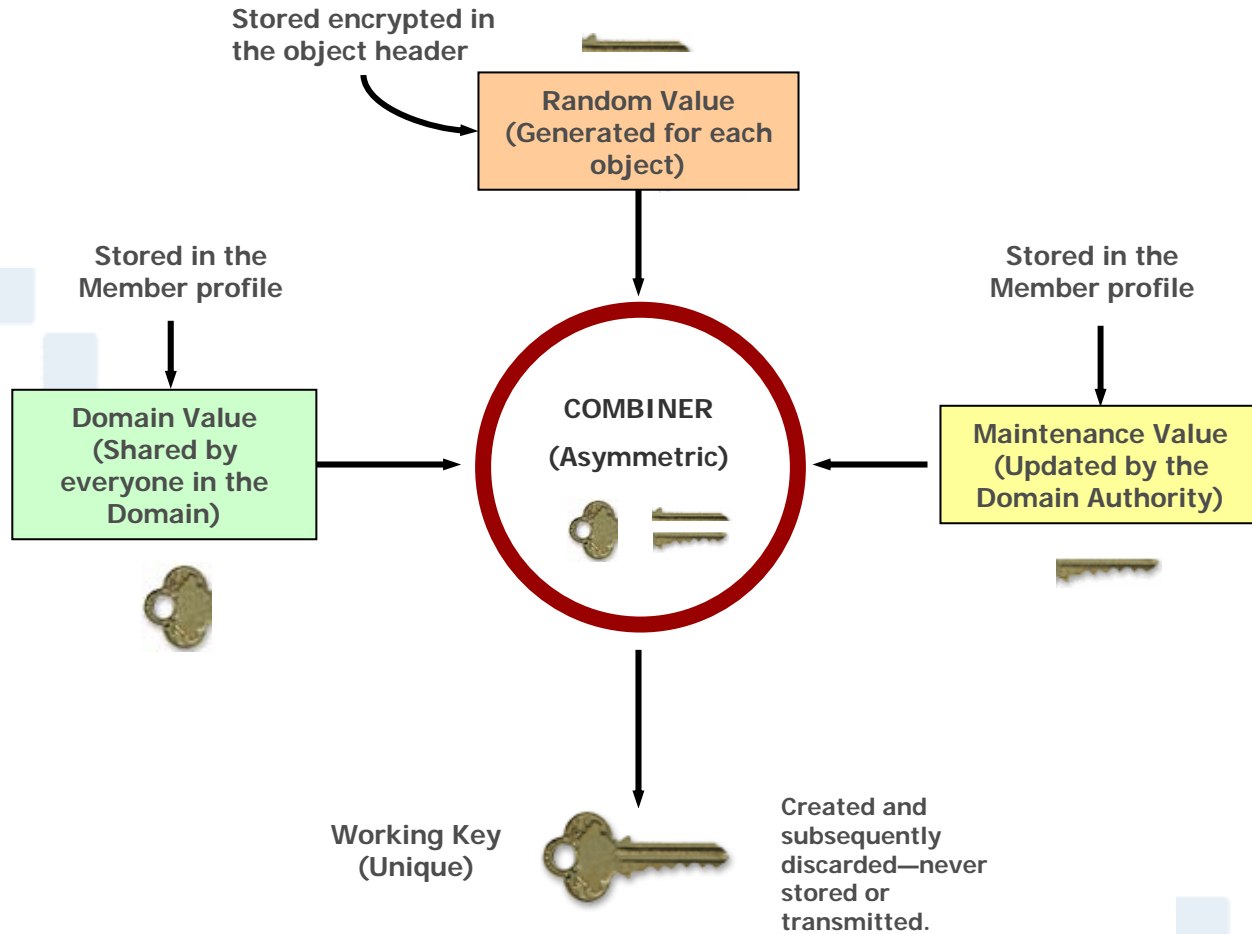 Stored encrypted in
the object header
Random Value
(Generated for each
object)
Stored in the
Member profile
Stored in the
Member profile
Domain Value
(Shared by
everyone in the
Domain)
COMBINER
(Asymmetric)
Maintenance Value
(Updated by the
Domain Authority)
Working Key
(Unique)
Created and
subsequently
discarded—never
stored or
transmitted.